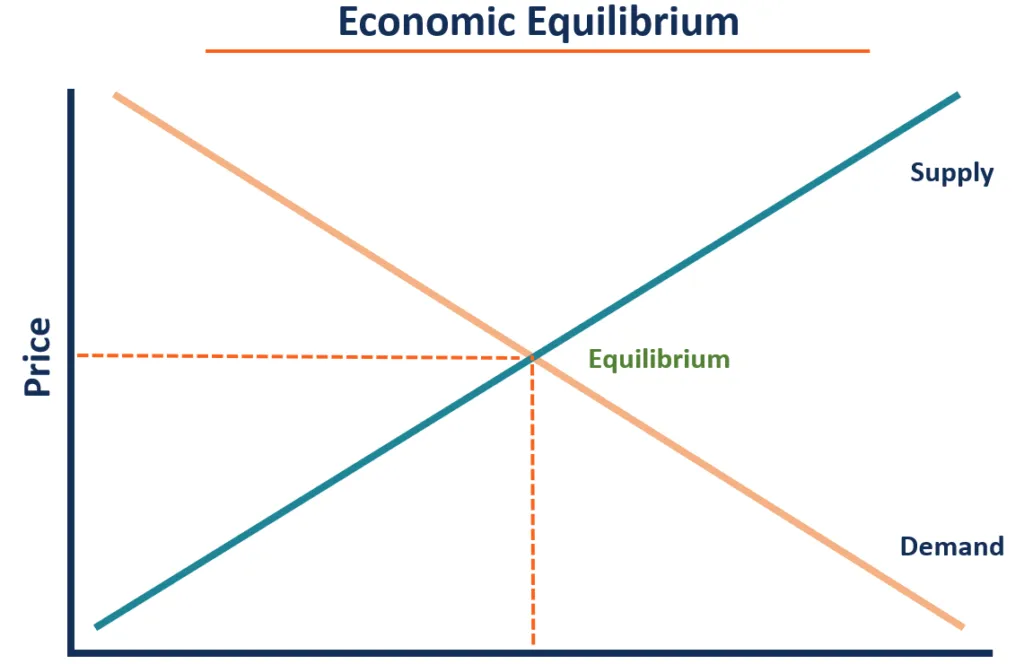 Economic Equilibrium
Supply
Price
Equilibrium
Demand